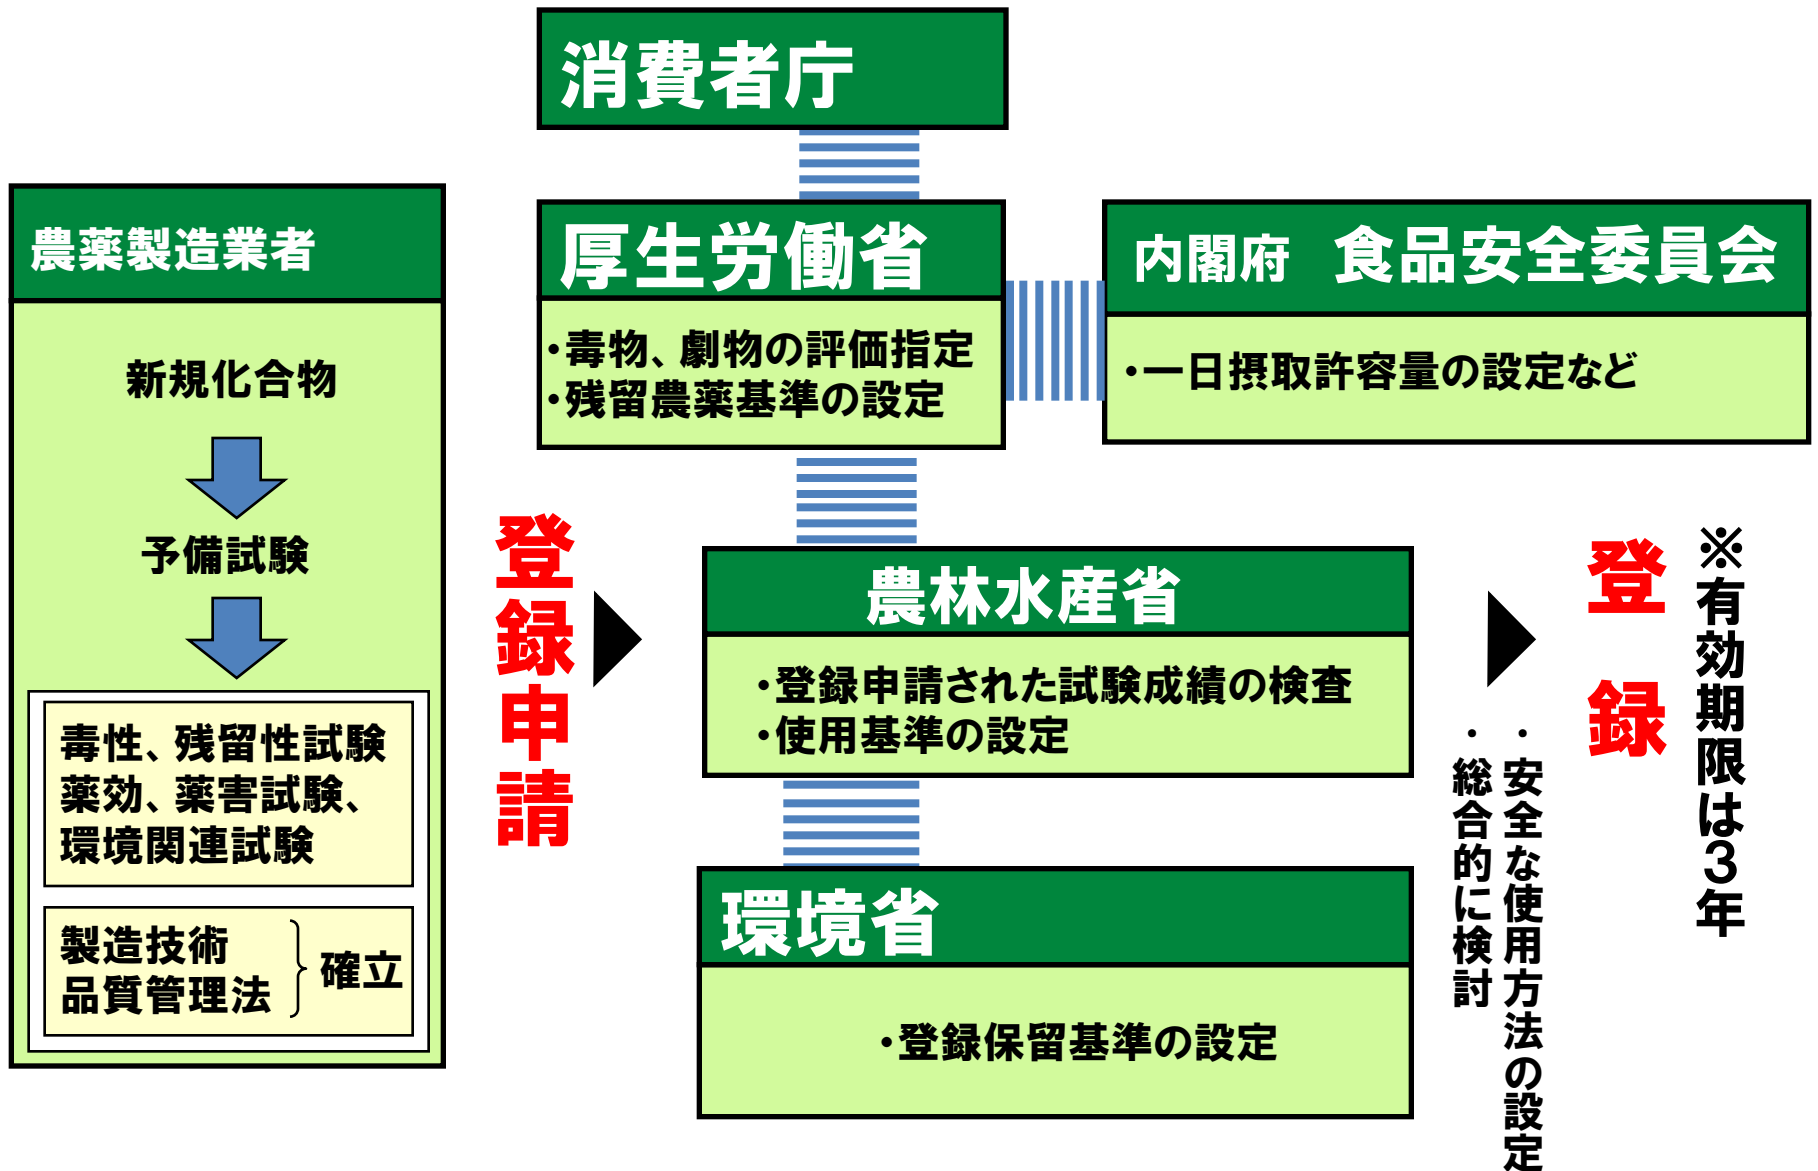 消費者庁
農薬製造業者
新規化合物
予備試験
毒性、残留性試験
薬効、薬害試験、
環境関連試験
製造技術
品質管理法
確立
登録申請
厚生労働省
・毒物、劇物の評価指定
・残留農薬基準の設定
内閣府 食品安全委員会
・一日摂取許容量の設定など
農林水産省
・登録申請された試験成績の検査
・使用基準の設定
環境省
・登録保留基準の設定
・安全な使用方法の設定
・総合的に検討
登 録
※有効期限は3年